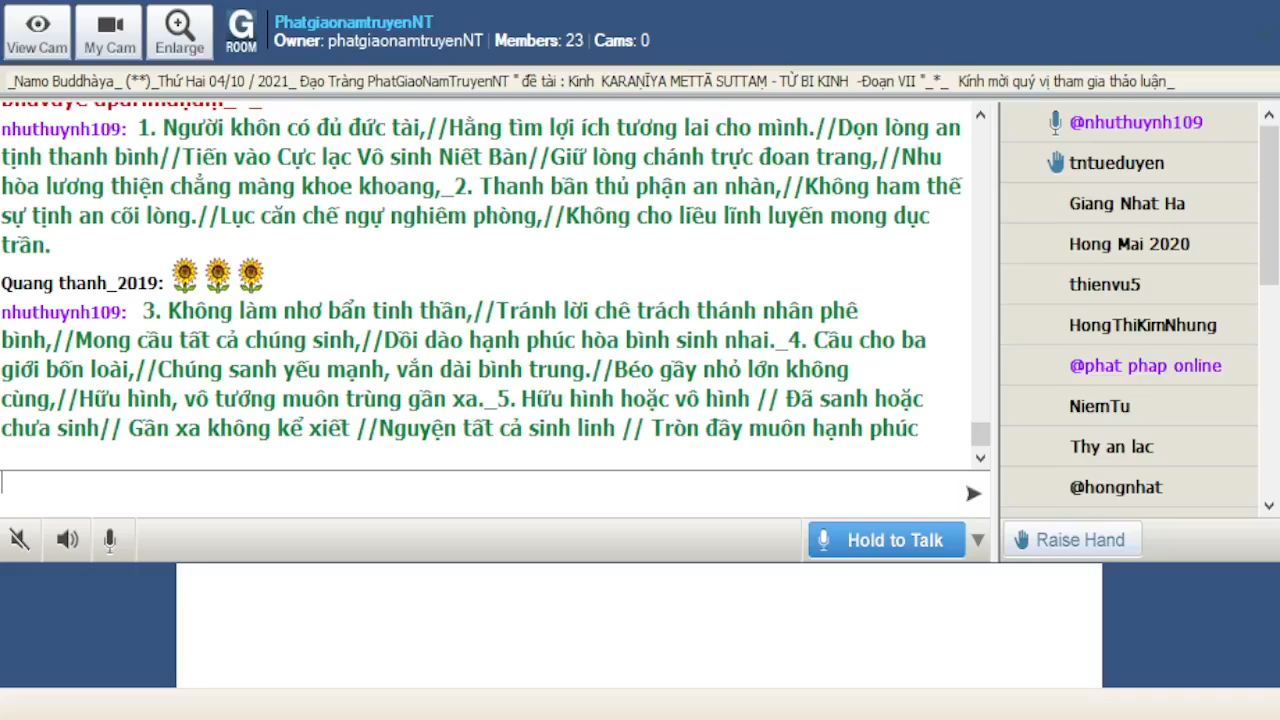 View Cam
My Cam
Enlarge
G
ROOM
PhatgiaonamtruyenNT
Owner: phatgiaonamtruyenNT | Members: 23 | Cams: 0
_Namo Buddhàya_ (**)_Thứ Hai 04/10 / 2021_ Đạo Tràng PhatGiaoNamTruyenNT " đề tài : Kinh KARAṆĪYA METTĀ SUTTAṂ - TỪ BI KINH -Đoạn VII "_*_ Kính mời quý vị tham gia thảo luận_
nhuthuynh109: 1. Người khôn có đủ đức tài,//Hằng tìm lợi ích tương lai cho mình.//Dọn lòng an
tịnh thanh bình//Tiến vào Cực lạc Vô sinh Niết Bàn//Giữ lòng chánh trực đoan trang,//Nhu
hòa lương thiện chẳng màng khoe khoang,_2. Thanh bần thủ phận an nhàn,//Không ham thế
sự tịnh an cõi lòng.//Lục căn chế ngự nghiêm phòng,//Không cho liều lĩnh luyến mong dục
trần.
Quang thanh_2019:
nhuthuynh109: 3. Không làm nhơ bẩn tinh thần,//Tránh lời chê trách thánh nhân phê
bình,//Mong cầu tất cả chúng sinh,//Dồi dào hạnh phúc hòa bình sinh nhai._4. Cầu cho ba
giới bốn loài,//Chúng sanh yếu mạnh, vắn dài bình trung.//Béo gầy nhỏ lớn không
cùng,//Hữu hình, vô tướng muôn trùng gần xa._5. Hữu hình hoặc vô hình // Đã sanh hoặc
chưa sinh// Gần xa không kể xiết //Nguyện tất cả sinh linh // Tròn đầy muôn hạnh phúc
@nhuthuynh109
tntueduyen
Giang Nhat Ha
Hong Mai 2020
thienvu5
HongThiKimNhung
@phat phap online
NiemTu
Thy an lac
@hongnhat
Hold to Talk
Raise Hand